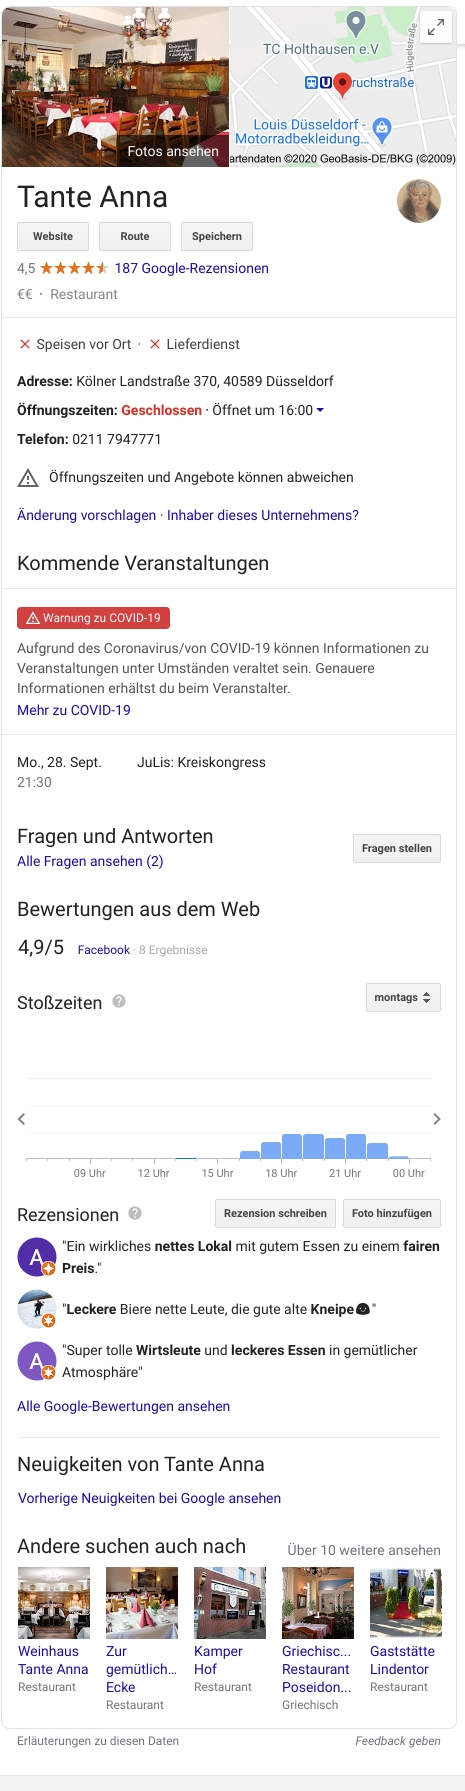 TC Holthausen e.V
Hügelstraße
U ruchstraße
Louis Düsseldorf -
Motorradbekleidung...
Fotos ansehen
artendaten ©2020 GeoBasis-DE/BKG (©2009)
Tante Anna
Website Route Speichern
4,5 187 Google-Rezensionen
€€ · Restaurant
Speisen vor Ort · Lieferdienst
Adresse: Kölner Landstraße 370, 40589 Düsseldorf
Öffnungszeiten: Geschlossen · Öffnet um 16:00
Telefon: 0211 7947771
Öffnungszeiten und Angebote können abweichen
Änderung vorschlagen · Inhaber dieses Unternehmens?
Kommende Veranstaltungen
Warnung zu COVID-19
Aufgrund des Coronavirus/von COVID-19 können Informationen zu
Veranstaltungen unter Umständen veraltet sein. Genauere
Informationen erhältst du beim Veranstalter.
Mehr zu COVID-19
Mo., 28. Sept. JuLis: Kreiskongress
21:30
Fragen und Antworten
Fragen stellen
Alle Fragen ansehen (2)
Bewertungen aus dem Web
4,9/5 Facebook · 8 Ergebnisse
Stoßzeiten ? montags
09 Uhr 12 Uhr 15 Uhr 18 Uhr 21 Uhr 00 Uhr
Rezensionen ? Rezension schreiben Foto hinzufügen
A "Ein wirkliches nettes Lokal mit gutem Essen zu einem fairen
Preis."
"Leckere Biere nette Leute, die gute alte Kneipe"
A "Super tolle Wirtsleute und leckeres Essen in gemütlicher
Atmosphäre"
Alle Google-Bewertungen ansehen
Neuigkeiten von Tante Anna
Vorherige Neuigkeiten bei Google ansehen
Andere suchen auch nach Über 10 weitere ansehen
Weinhaus
Tante Anna
Restaurant
Zur
gemütlich...
Ecke
Restaurant
Kamper
Hof
Restaurant
Griechisc...
Restaurant
Poseidon...
Griechisch
Gaststätte
Lindentor
Restaurant
Erläuterungen zu diesen Daten Feedback geben